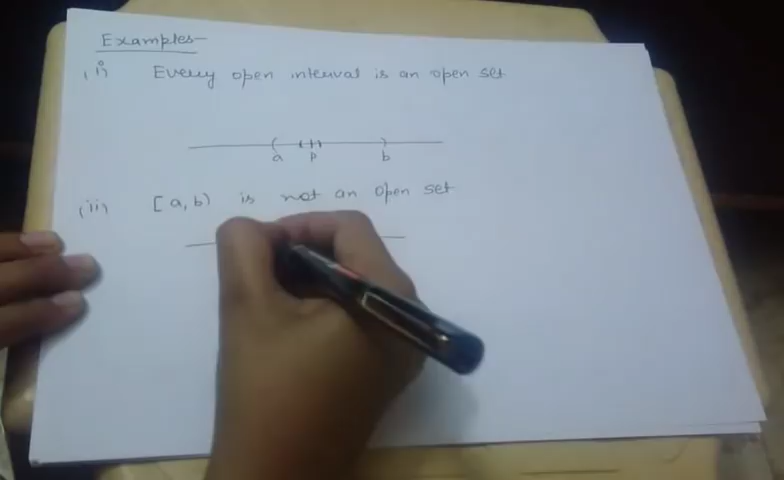 Examples-
(i) Every open interval is an open set
( ( ) )
a p b
(ii) [a, b) is not an open set